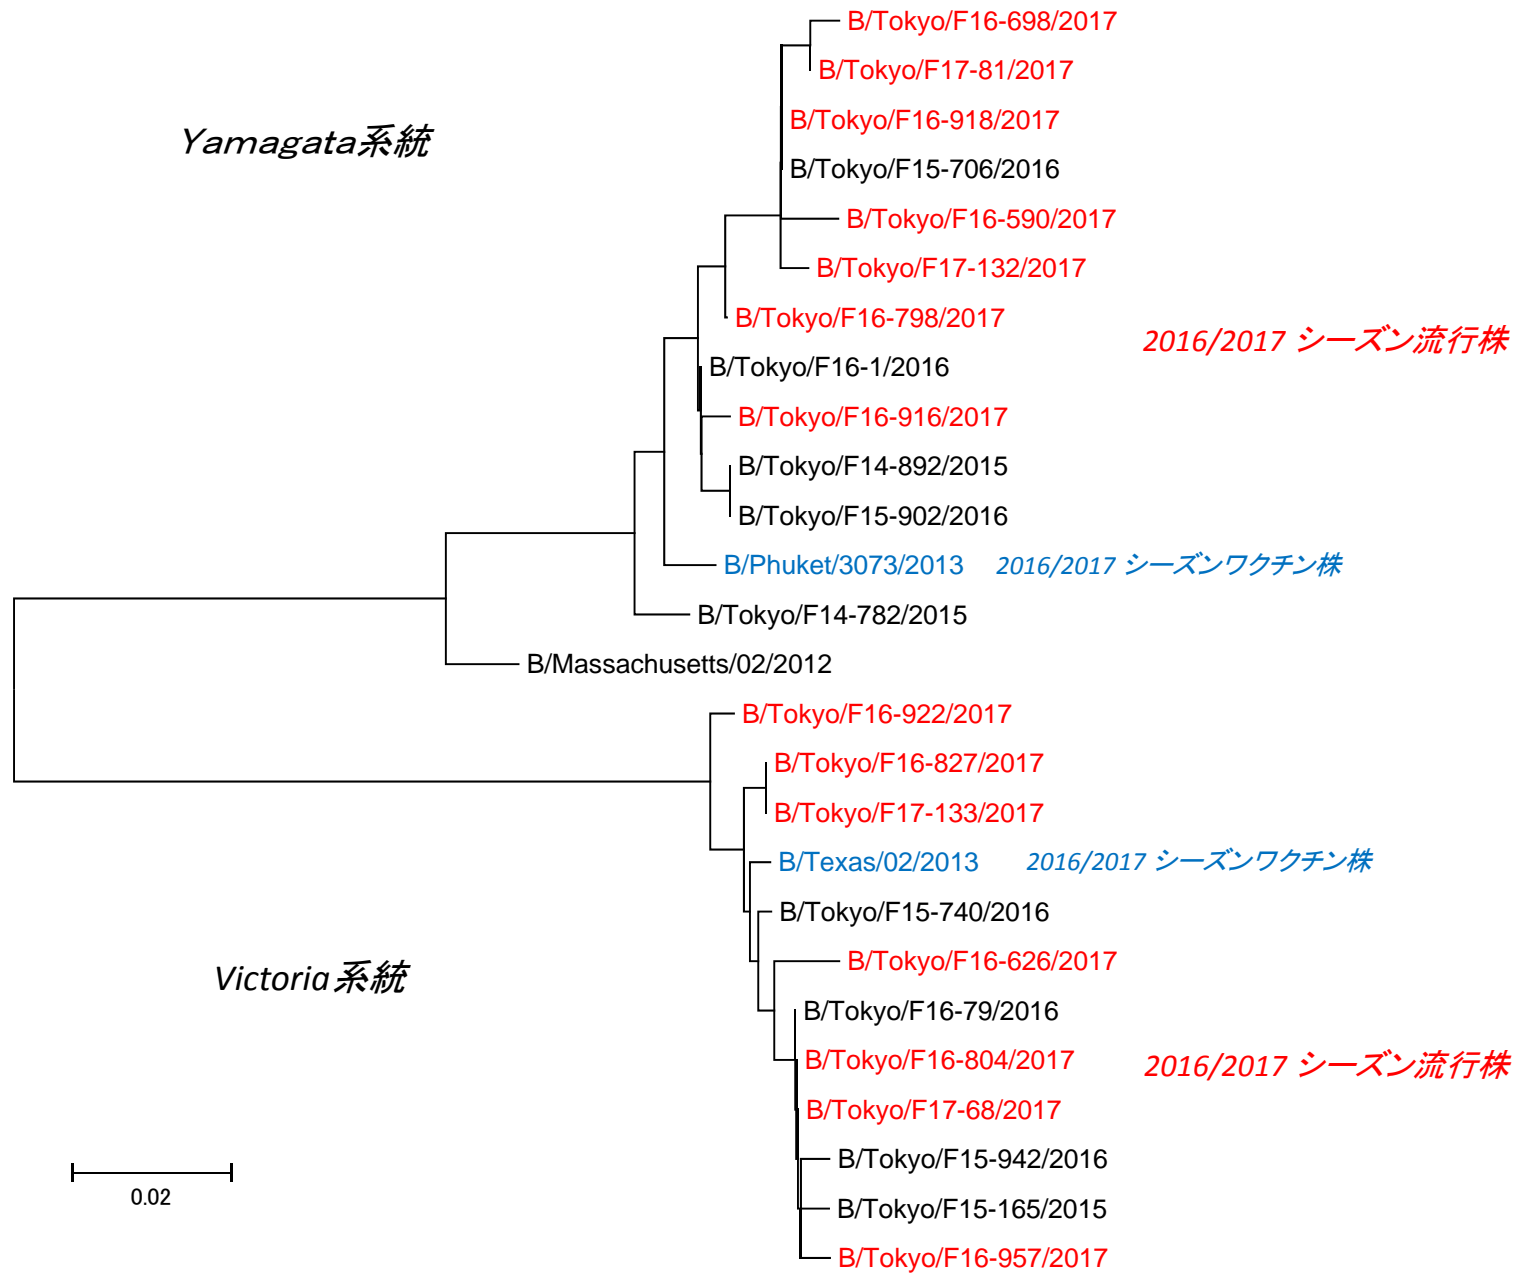 B/Tokyo/F16-698/2017
B/Tokyo/F17-81/2017
B/Tokyo/F16-918/2017
Yamagata系統
B/Tokyo/F15-706/2016
B/Tokyo/F16-590/2017
B/Tokyo/F17-132/2017
B/Tokyo/F16-798/2017
2016/2017 シーズン流行株
B/Tokyo/F16-1/2016
B/Tokyo/F16-916/2017
B/Tokyo/F14-892/2015
B/Tokyo/F15-902/2016
B/Phuket/3073/2013 2016/2017 シーズンワクチン株
B/Tokyo/F14-782/2015
B/Massachusetts/02/2012
B/Tokyo/F16-922/2017
B/Tokyo/F16-827/2017
B/Tokyo/F17-133/2017
B/Texas/02/2013 2016/2017 シーズンワクチン株
B/Tokyo/F15-740/2016
B/Tokyo/F16-626/2017
Victoria系統
B/Tokyo/F16-79/2016
B/Tokyo/F16-804/2017 2016/2017 シーズン流行株
B/Tokyo/F17-68/2017
B/Tokyo/F15-942/2016
0.02
B/Tokyo/F15-165/2015
B/Tokyo/F16-957/2017